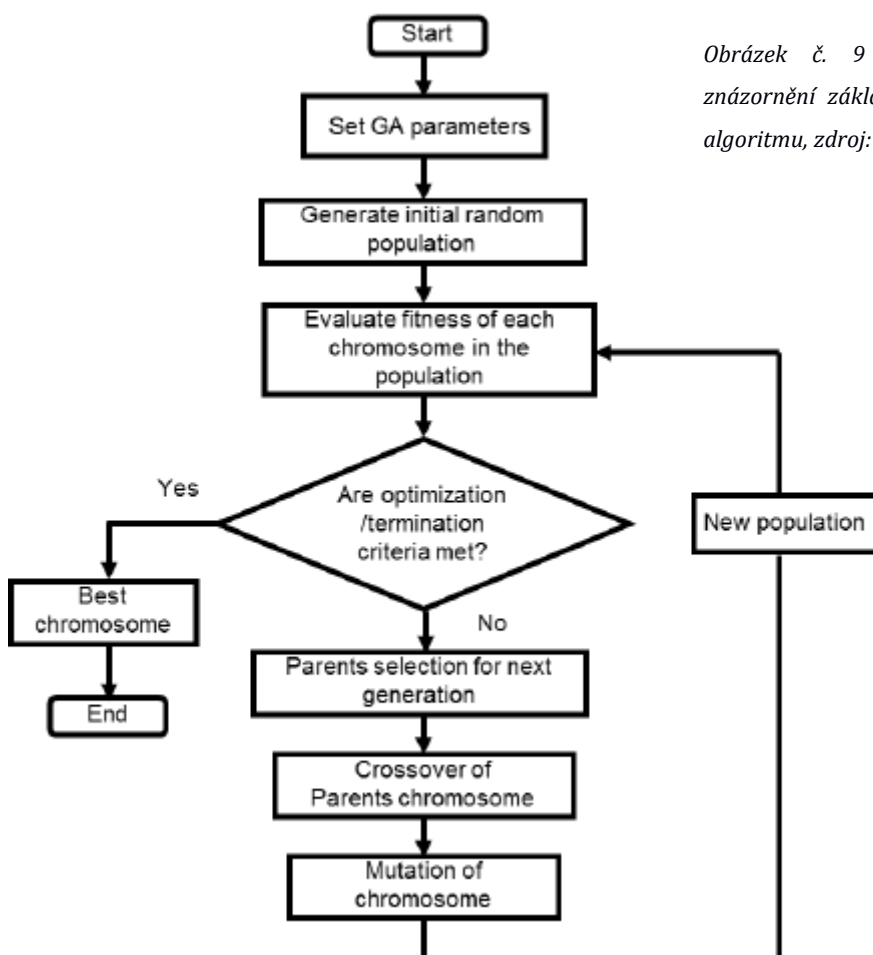 Start
Obrázek č. 9
znázornění
algoritmu, zdroj:
Set GA parameters
Generate initial random
population
Evaluate fitness of each
chromosome in the
population
Yes
Are optimization
/termination
criteria met?
New population
Best
chromosome
No
Parents selection for next
generation
End
Crossover of
Parents chromosome
Mutation of
chromosome